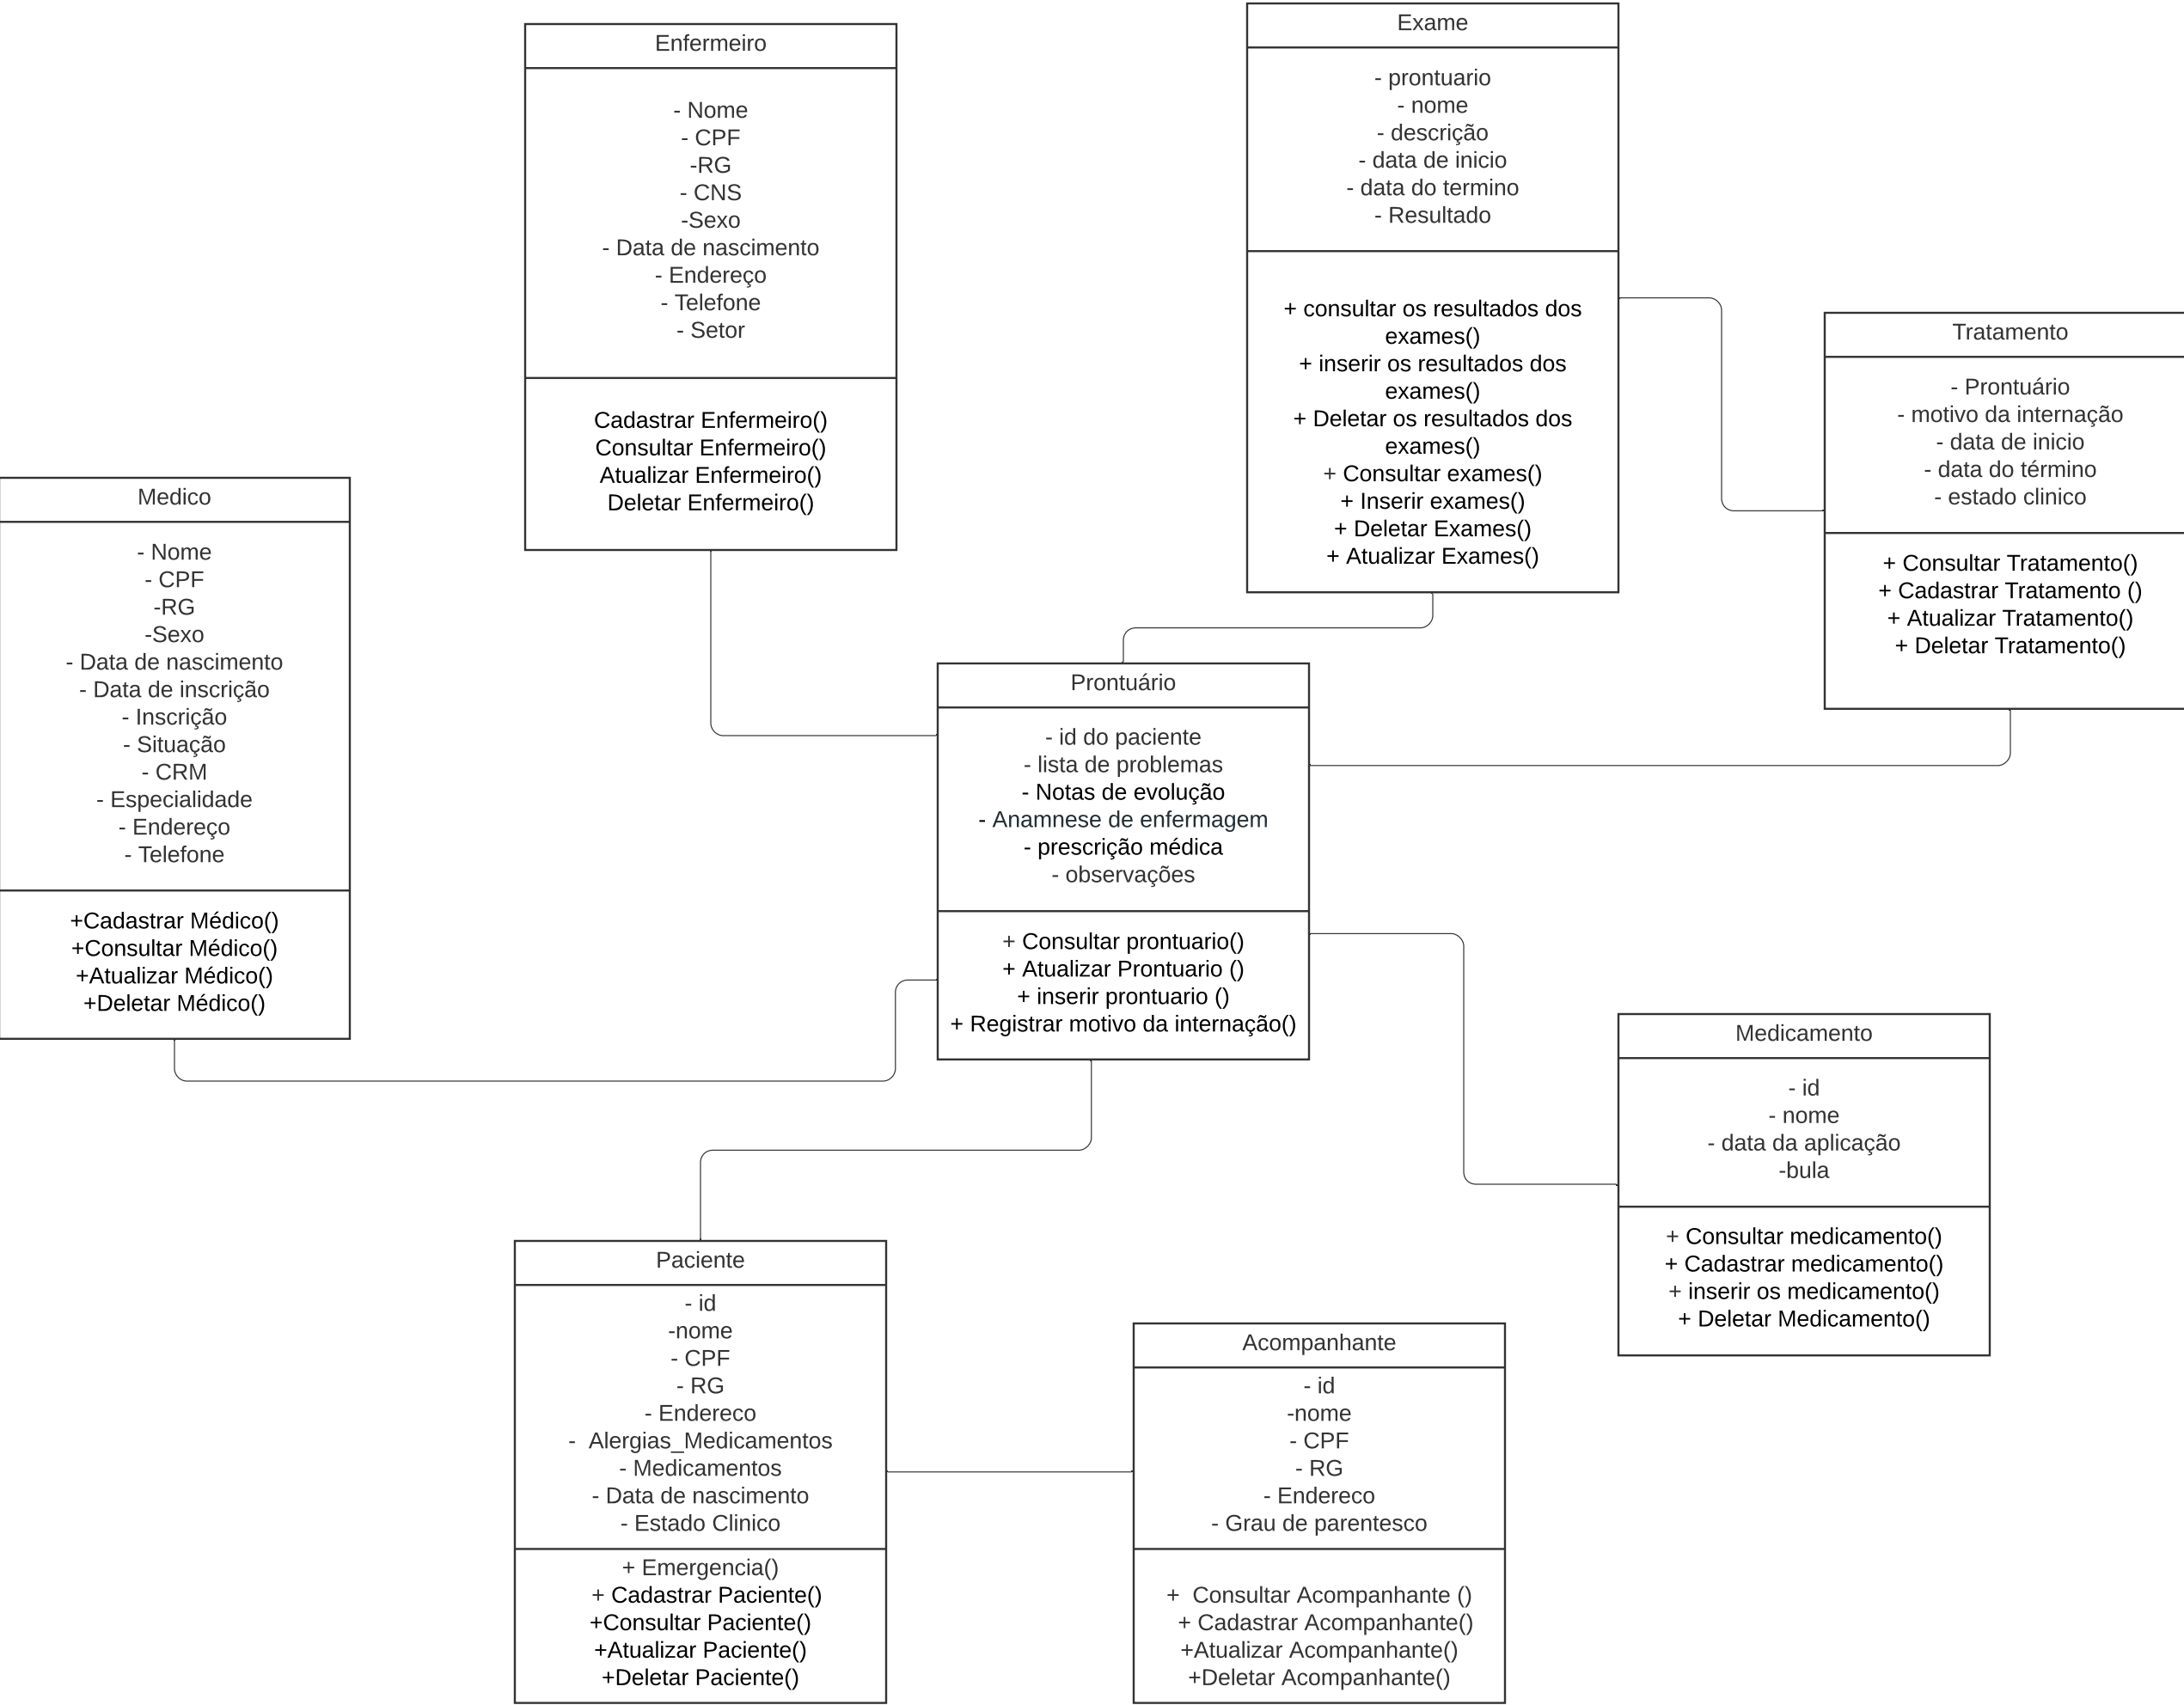 Enfermeiro
- Nome
- CPF
-RG
- CNS
-Sexo
- Data de nascimento
- Endereço
- Telefone
- Setor
Cadastrar Enfermeiro()
Consultar Enfermeiro()
Atualizar Enfermeiro()
Deletar Enfermeiro()
Exame
- prontuario
- nome
- descrição
- data de inicio
- data do termino
- Resultado
+ consultar os resultados dos
exames()
+ inserir os resultados dos
exames()
+ Deletar os resultados dos
exames()
+ Consultar exames()
+ Inserir exames()
+ Deletar Exames()
+ Atualizar Exames()
Tratamento
- Prontuário
- motivo da internação
- data de inicio
- data do término
- estado clinico
+ Consultar Tratamento()
+ Cadastrar Tratamento ()
+ Atualizar Tratamento()
+ Deletar Tratamento()
Medico
- Nome
- CPF
-RG
-Sexo
- Data de nascimento
- Data de inscrição
- Inscrição
- Situação
- CRM
- Especialidade
- Endereço
- Telefone
+Cadastrar Médico()
+Consultar Médico()
+Atualizar Médico()
+Deletar Médico()
Prontuário
- id do paciente
- lista de problemas
- Notas de evolução
- Anamnese de enfermagem
- prescrição médica
- observações
+ Consultar prontuario()
+ Atualizar Prontuario ()
+ inserir prontuario ()
+ Registrar motivo da internação()
Medicamento
- id
- nome
- data da aplicação
-bula
+ Consultar medicamento()
+ Cadastrar medicamento()
+ inserir os medicamento()
+ Deletar Medicamento()
Paciente
- id
-nome
- CPF
- RG
- Endereco
- Alergias_Medicamentos
- Medicamentos
- Data de nascimento
- Estado Clinico
+ Emergencia()
+ Cadastrar Paciente()
+Consultar Paciente()
+Atualizar Paciente()
+Deletar Paciente()
Acompanhante
- id
-nome
- CPF
- RG
- Endereco
- Grau de parentesco
+ Consultar Acompanhante ()
+ Cadastrar Acompanhante()
+Atualizar Acompanhante()
+Deletar Acompanhante()